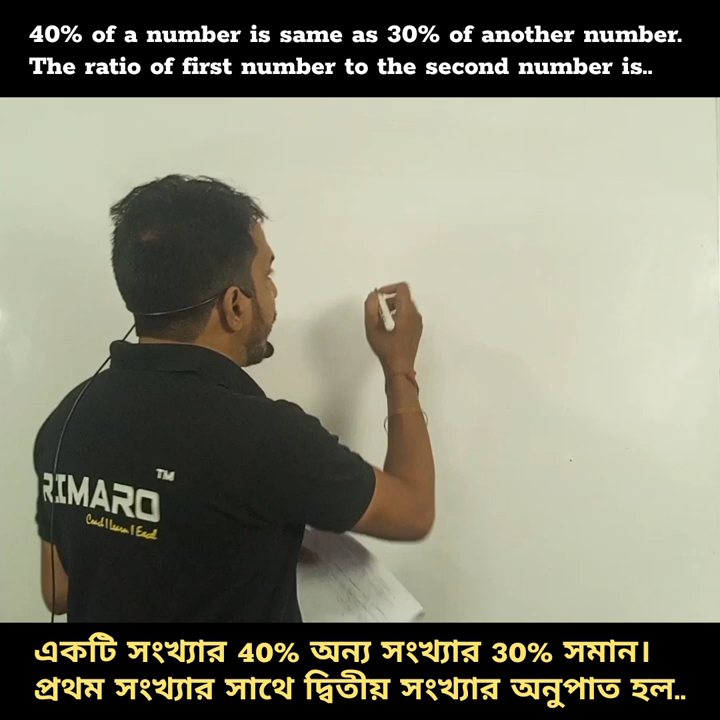 40% of a number is same as 30% of another number.
The ratio of first number to the second number is..
RIMARO™
একটি সংখ্যার 40% অন্য সংখ্যার 30% সমান।
প্রথম সংখ্যার সাথে দ্বিতীয় সংখ্যার অনুপাত হল..